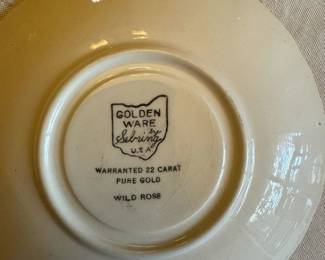 GOLDEN
WARE
by
Sebring
U.S.A
WARRANTED 22 CARAT
PURE GOLD
WILD ROSE